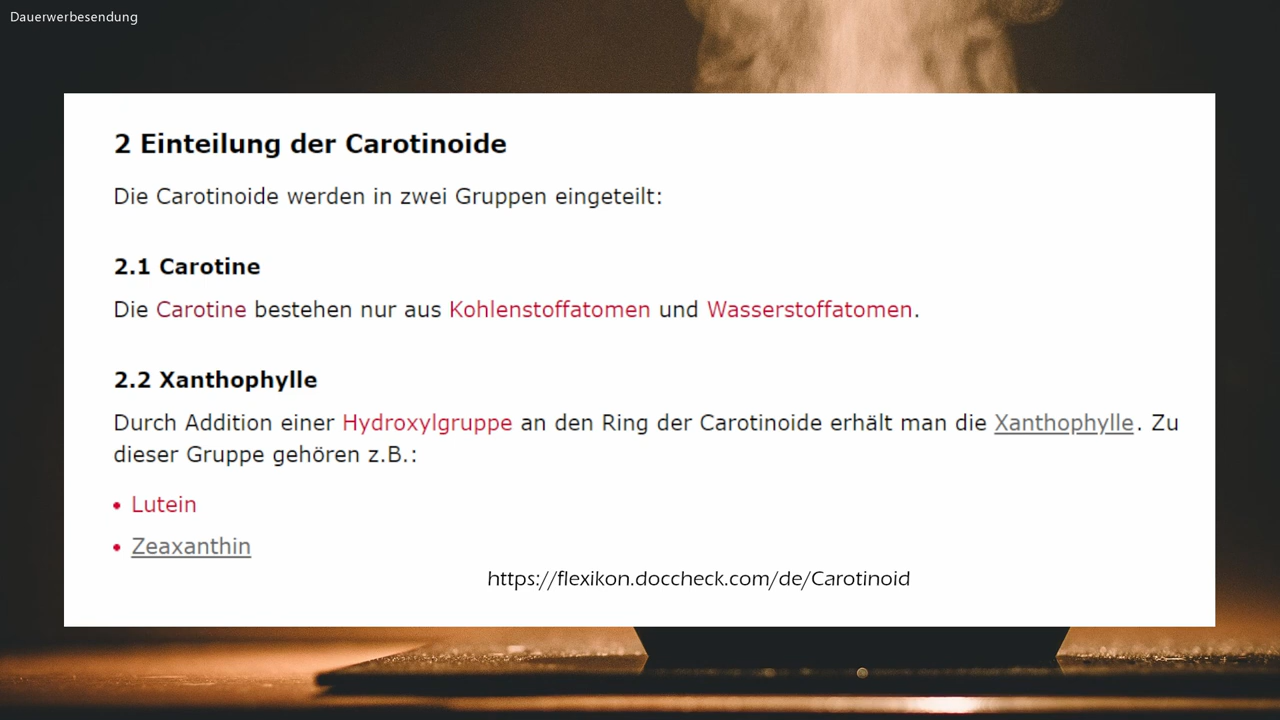 Dauerwerbesendung
2 Einteilung der Carotinoide
Die Carotinoide werden in zwei Gruppen eingeteilt:
2.1 Carotine
Die Carotine bestehen nur aus Kohlenstoffatomen und Wasserstoffatomen.
2.2 Xanthophylle
Durch Addition einer Hydroxylgruppe an den Ring der Carotinoide erhält man die Xanthophylle. Zu
dieser Gruppe gehören z.B.:
• Lutein
• Zeaxanthin
https://flexikon.doccheck.com/de/Carotinoid